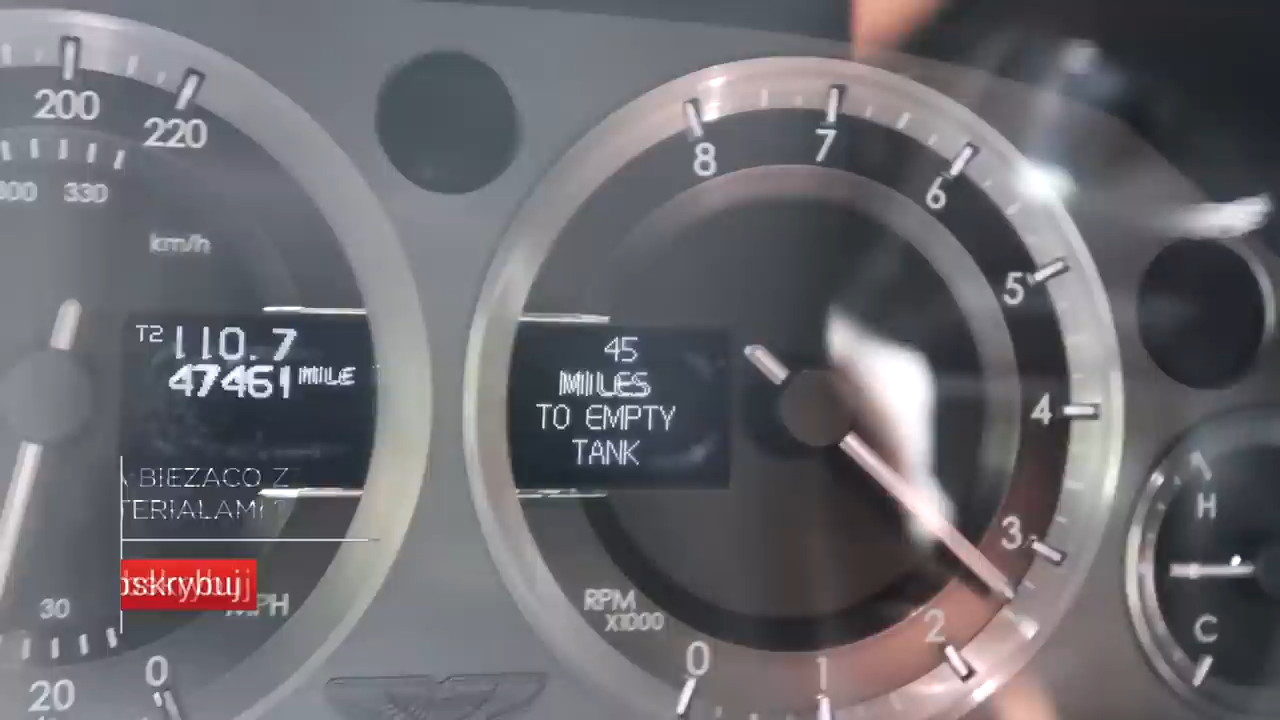 200
220
300 330
km/h
T2 110.7
47461 MILE
BIEZACO Z
TERIALAMI ?
bskrybuj
MPH
30
20
0
8
7
6
5
4
3
2
1
0
45
MILES
TO EMPTY
TANK
RPM
X1000
H
C